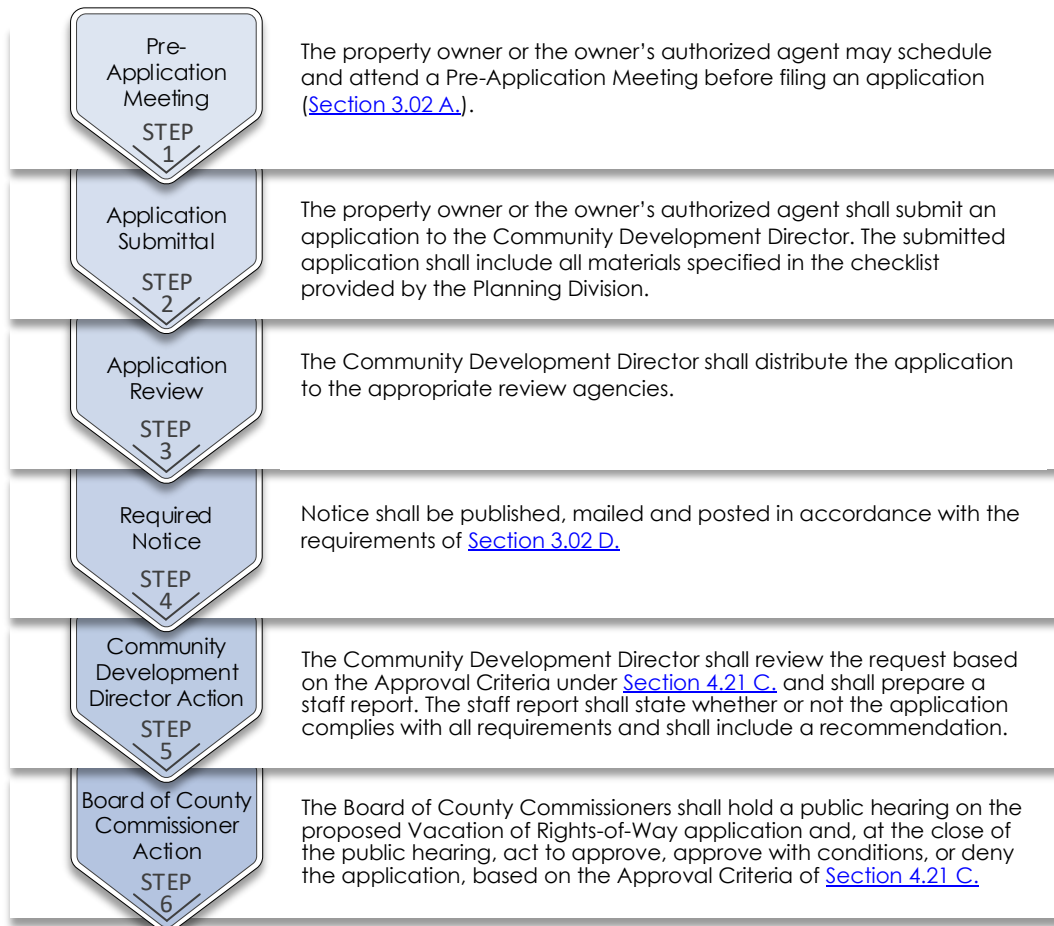 Pre-
Application
Meeting
STEP
1
The property owner or the owner’s authorized agent may schedule
and attend a Pre-Application Meeting before filing an application
(Section 3.02 A.).
Application
Submittal
STEP
2
The property owner or the owner’s authorized agent shall submit an
application to the Community Development Director. The submitted
application shall include all materials specified in the checklist
provided by the Planning Division.
Application
Review
STEP
3
The Community Development Director shall distribute the application
to the appropriate review agencies.
Required
Notice
STEP
4
Notice shall be published, mailed and posted in accordance with the
requirements of Section 3.02 D.
Community
Development
Director Action
STEP
5
The Community Development Director shall review the request based
on the Approval Criteria under Section 4.21 C. and shall prepare a
staff report. The staff report shall state whether or not the application
complies with all requirements and shall include a recommendation.
Board of County
Commissioner
Action
STEP
6
The Board of County Commissioners shall hold a public hearing on the
proposed Vacation of Rights-of-Way application and, at the close of
the public hearing, act to approve, approve with conditions, or deny
the application, based on the Approval Criteria of Section 4.21 C.